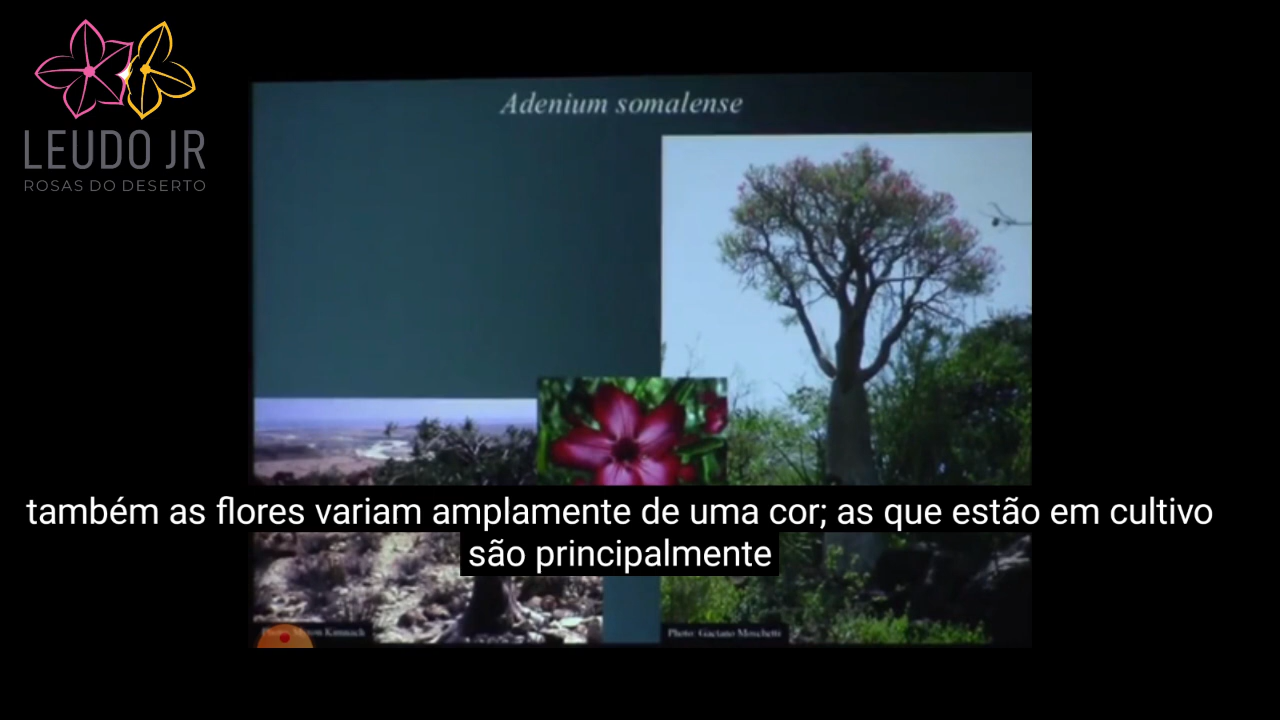 LEUDO JR
ROSAS DO DESERTO
Adenium somalense
também as flores variam amplamente de uma cor; as que estão em cultivo
são principalmente
Photo: Gaetano Moschetti